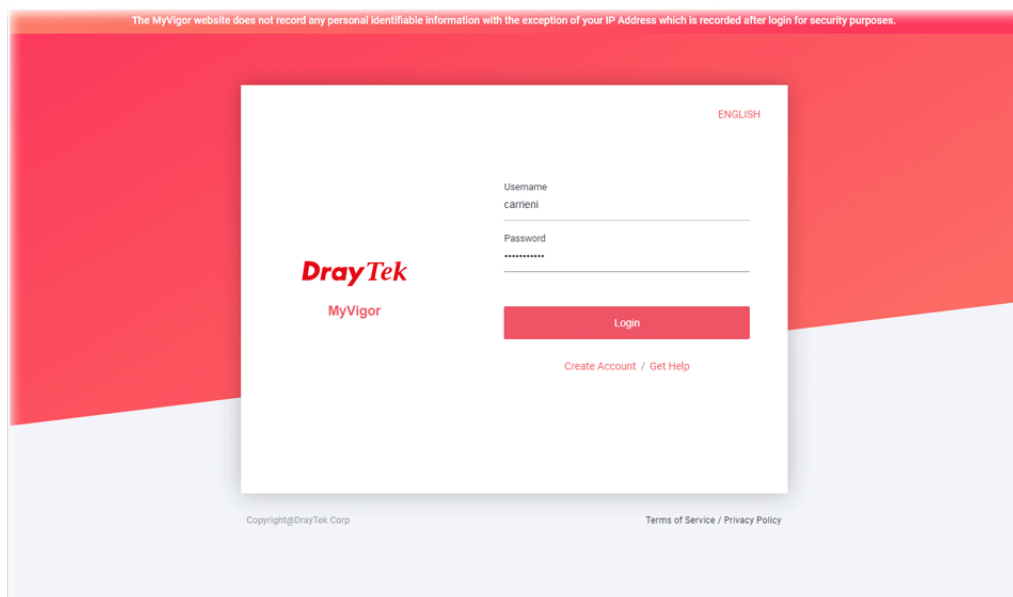 The MyVigor website does not record any personal identifiable information with the exception of your IP Address which is recorded after login for security purposes.
ENGLISH
Username
carrieni
Password
•••••••••••
DrayTek
MyVigor
Login
Create Account / Get Help
Copyright@DrayTek Corp
Terms of Service / Privacy Policy